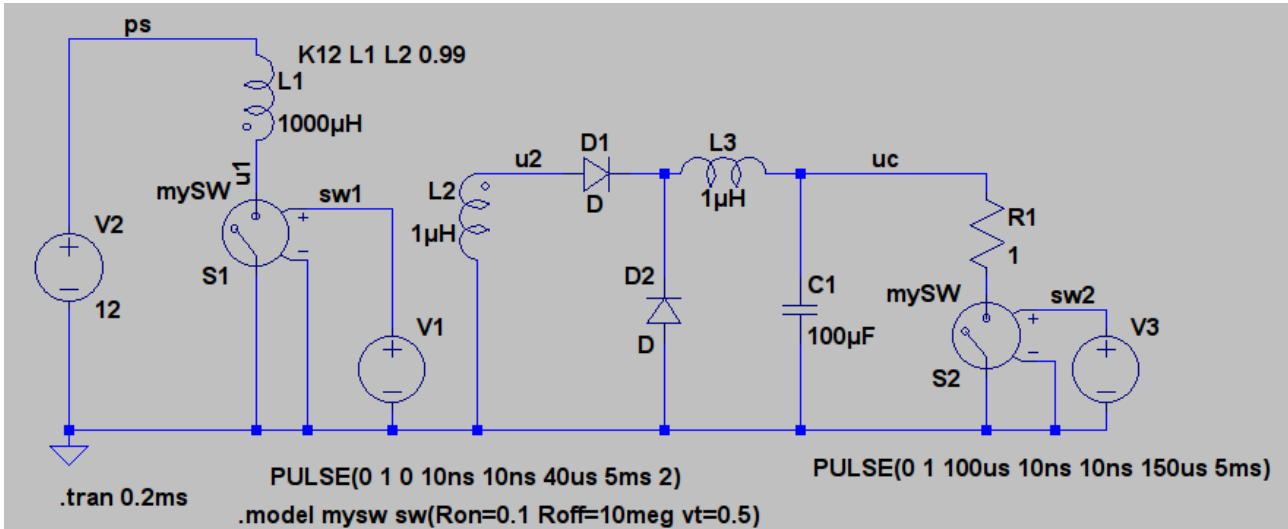 ps
K12 L1 L2 0.99
L1
1000µH
u1
mySW
sw1
V2
12
S1
V1
L2
1µH
u2
D1
D
L3
1µH
uc
D2
D
C1
100µF
R1
1
mySW
sw2
V3
S2
PULSE(0 1 0 10ns 10ns 40us 5ms 2)
PULSE(0 1 100us 10ns 10ns 150us 5ms)
.tran 0.2ms
.model mysw sw(Ron=0.1 Roff=10meg vt=0.5)